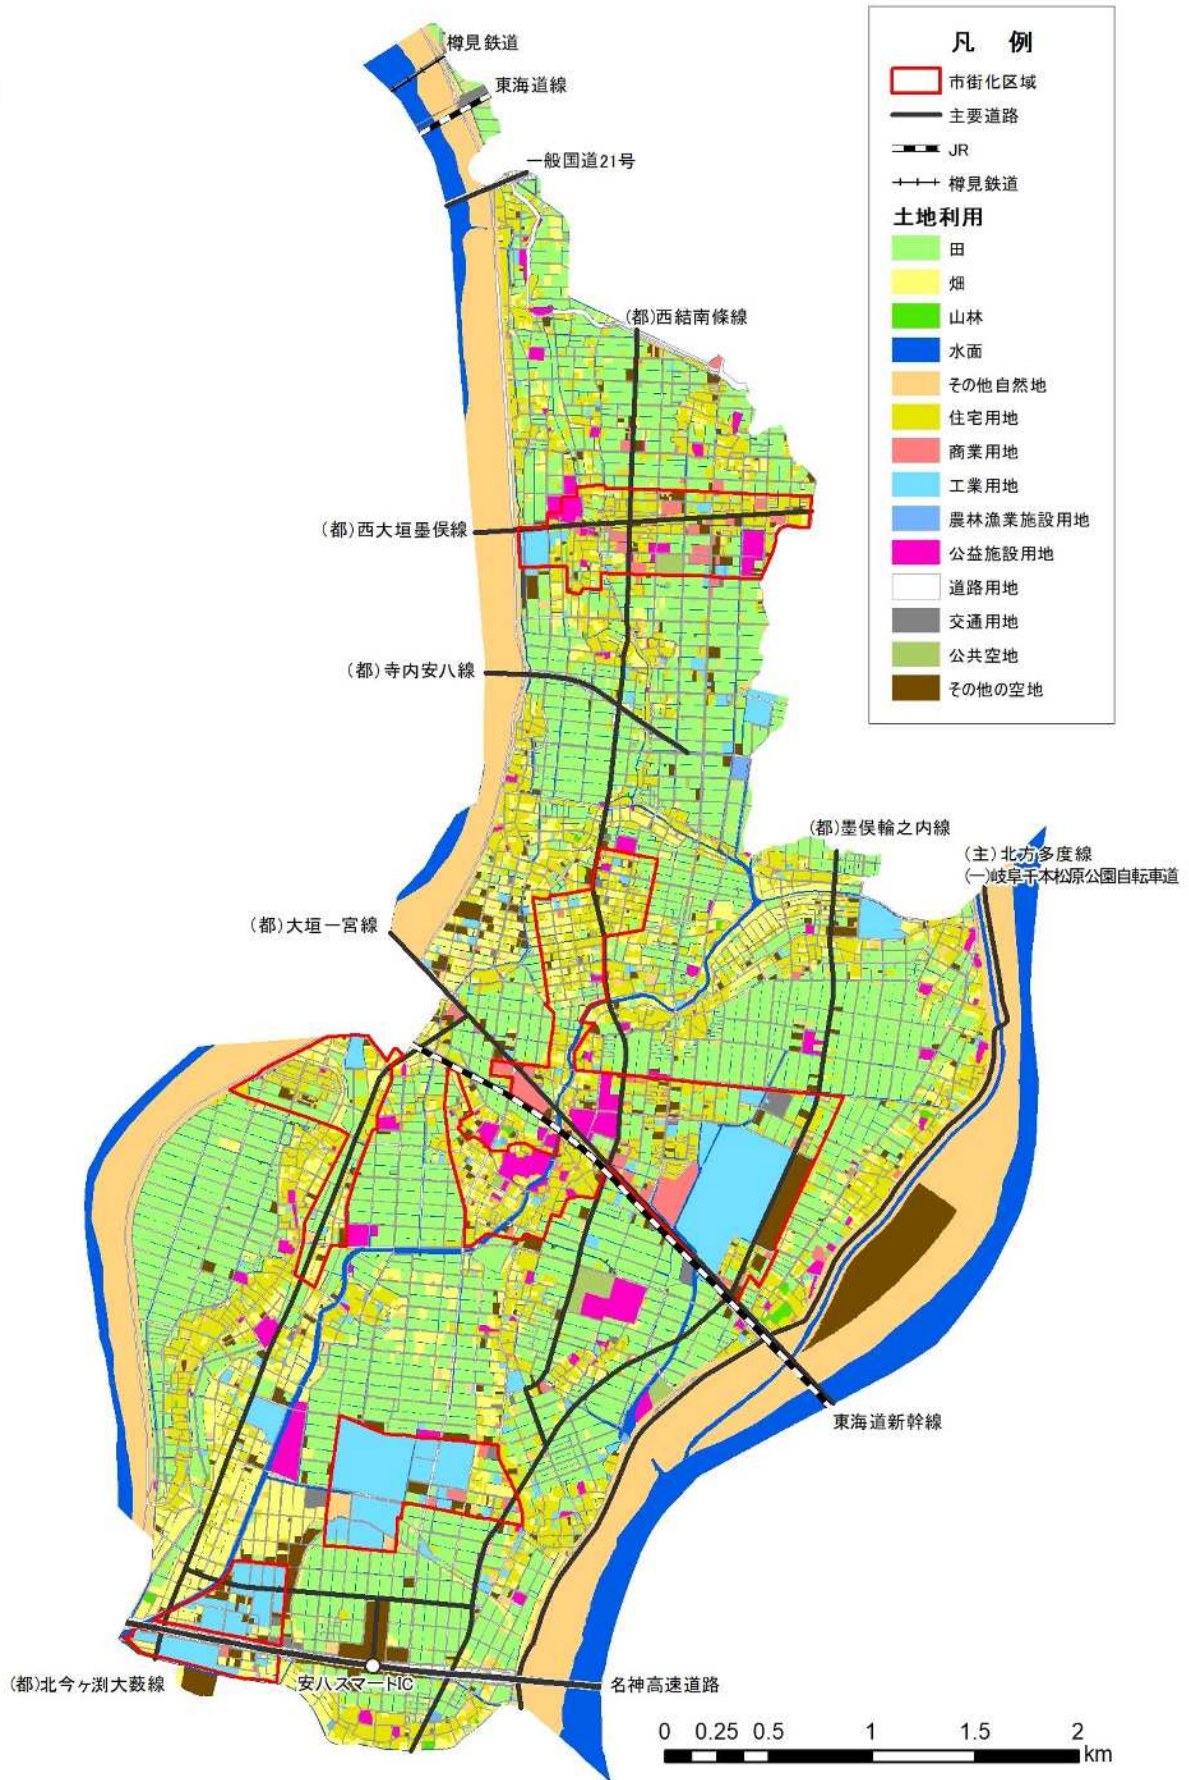 凡 例
市街化区域
主要道路
JR
樽見鉄道
土地利用
田
畑
山林
水面
その他自然地
住宅用地
商業用地
工業用地
農林漁業施設用地
公益施設用地
道路用地
交通用地
公共空地
その他の空地
樽見鉄道
東海道線
一般国道21号
(都)西結南條線
(都)西大垣墨俣線
(都)寺内安八線
(都)墨俣輪之内線
(主)北方多度線
(一)岐阜千本松原公園自転車道
(都)大垣一宮線
東海道新幹線
(都)北今ヶ渕大薮線
安八スマートIC
名神高速道路
0 0.25 0.5 1 1.5 2
km